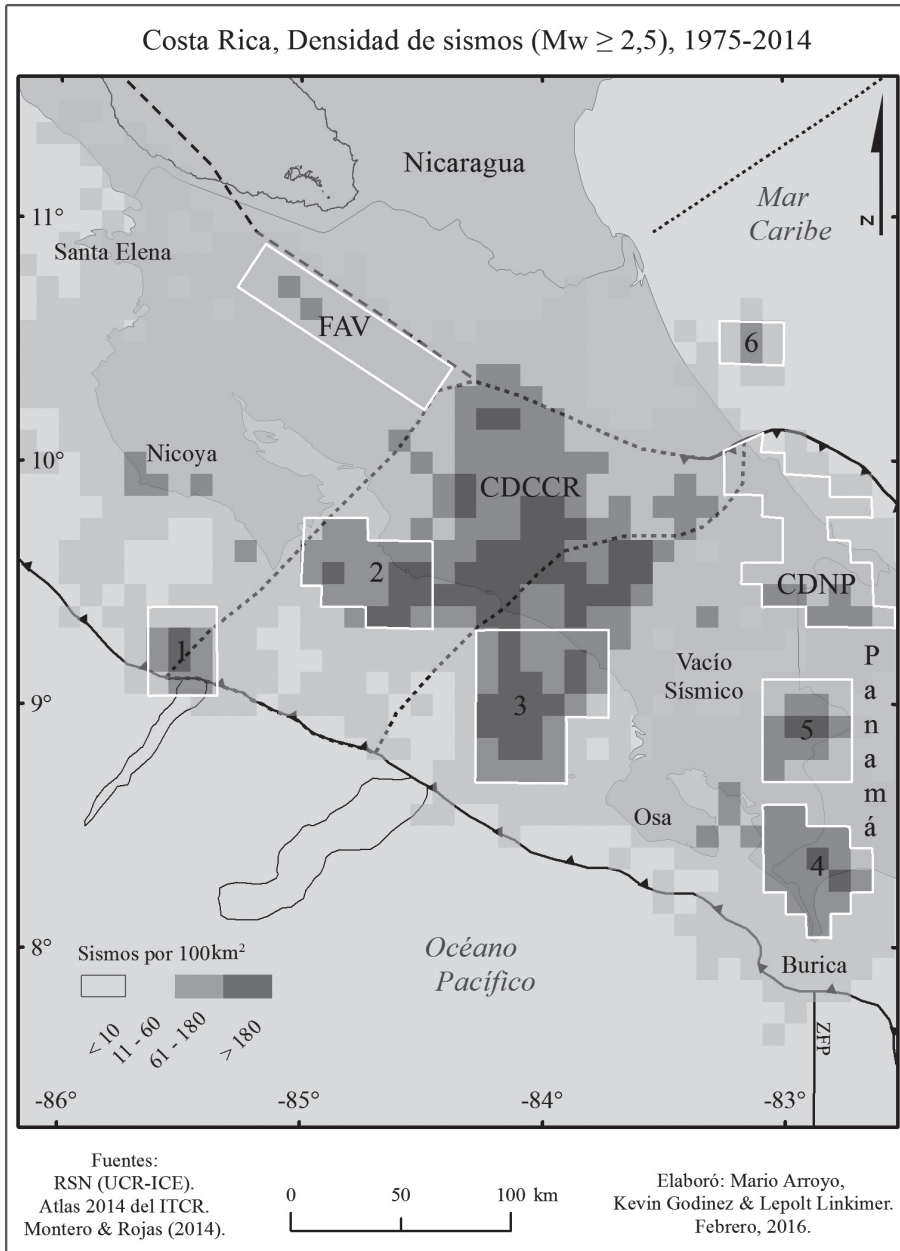 Costa Rica, Densidad de sismos (Mw ≥ 2,5), 1975-2014
Nicaragua
Mar
Caribe
N
11°
Santa Elena
FAV
6
10°
Nicoya
CDCCR
2
CDNP
1
Vacío
Sísmico
Panamá
9°
3
5
Osa
4
8°
Océano
Pacífico
Burica
ZFP
Sismos por 100km²
< 10
11 - 60
61 - 180
> 180
-86°
-85°
-84°
-83°
Fuentes:
RSN (UCR-ICE).
Atlas 2014 del ITCR.
Montero & Rojas (2014).
0 50 100 km
Elaboró: Mario Arroyo,
Kevin Godinez & Lepolt Linkimer.
Febrero, 2016.